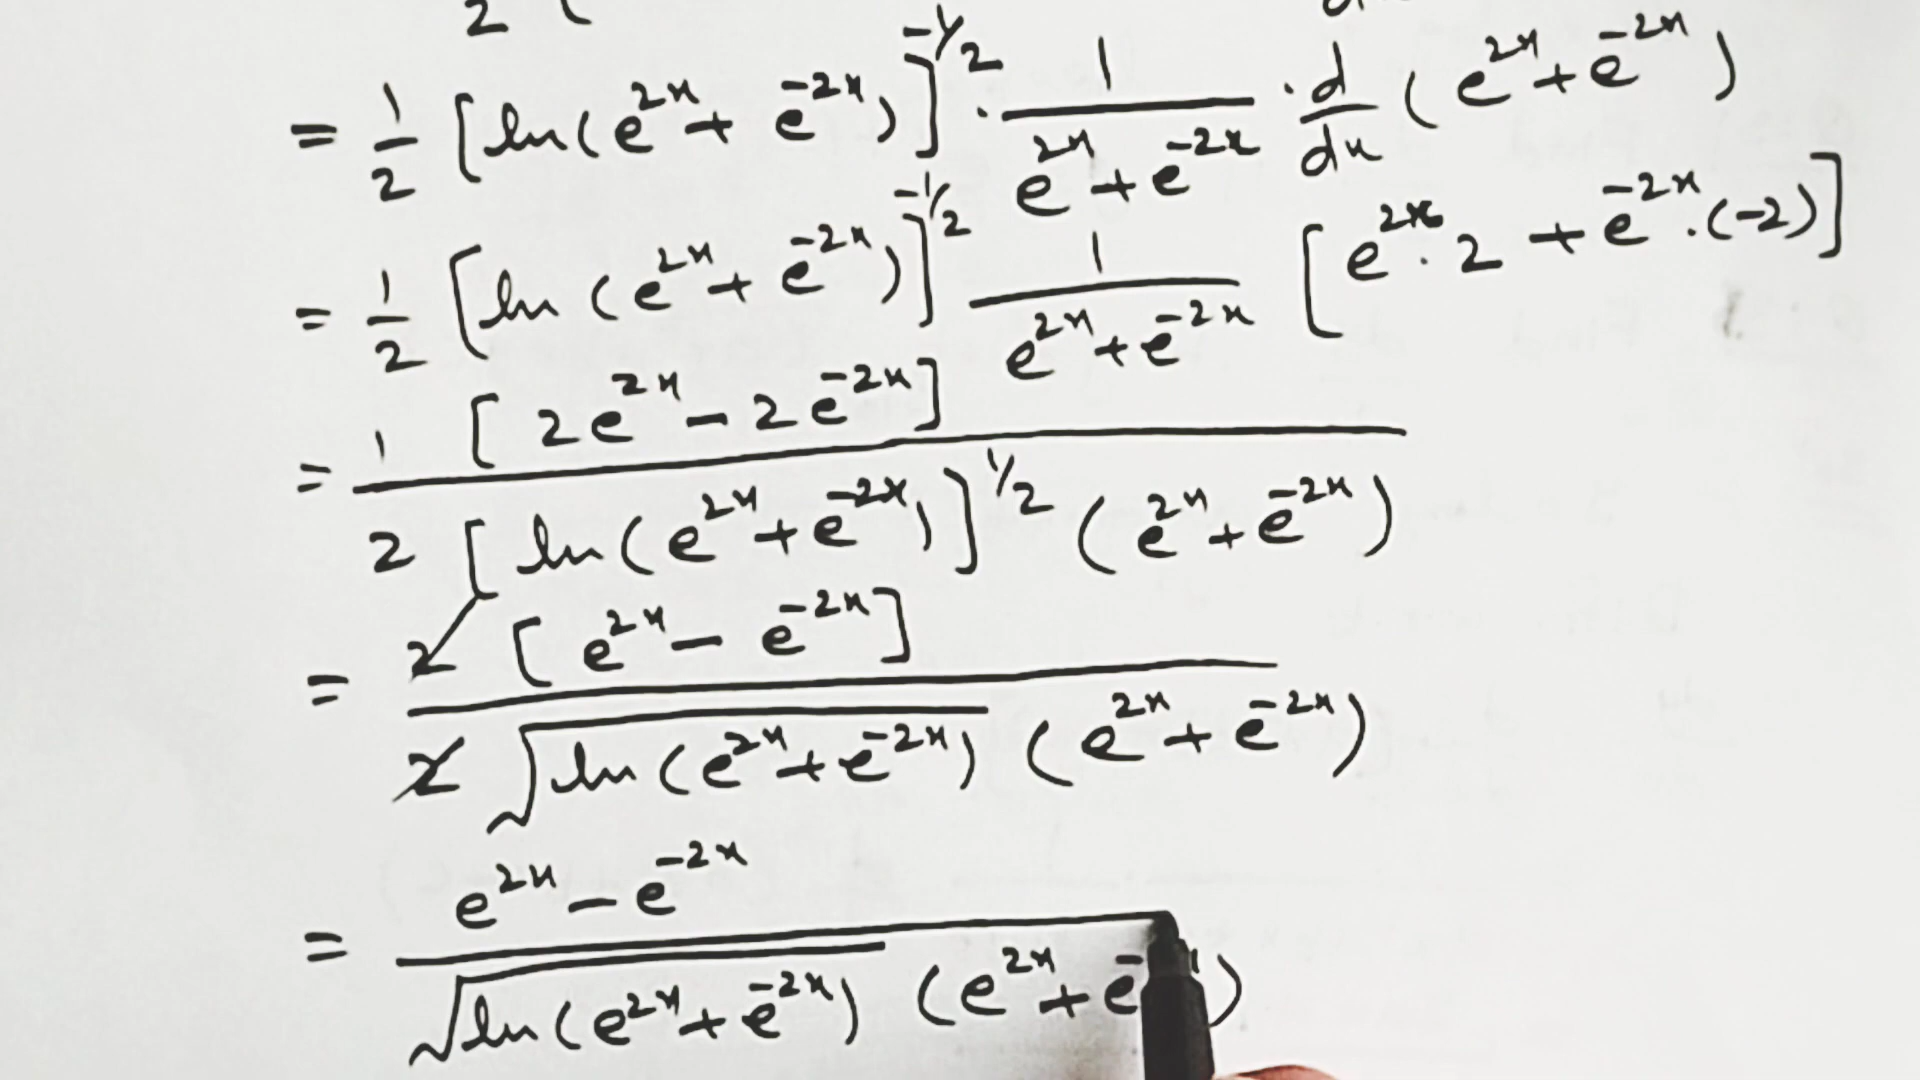 2 (
= 1/2 [ln(e^{2x} + e^{-2x})]^{-1/2} · 1/(e^{2x} + e^{-2x}) · d/dx (e^{2x} + e^{-2x})
= 1/2 [ln (e^{2x} + e^{-2x})]^{-1/2} 1/(e^{2x} + e^{-2x}) [e^{2x} · 2 + e^{-2x} · (-2)]
= 1 [2e^{2x} - 2e^{-2x}] / 2 [ln(e^{2x} + e^{-2x})]^{1/2} (e^{2x} + e^{-2x})
= 2 [e^{2x} - e^{-2x}] / 2 √ln(e^{2x} + e^{-2x}) (e^{2x} + e^{-2x})
= e^{2x} - e^{-2x} / √ln(e^{2x} + e^{-2x}) (e^{2x} + e^-)